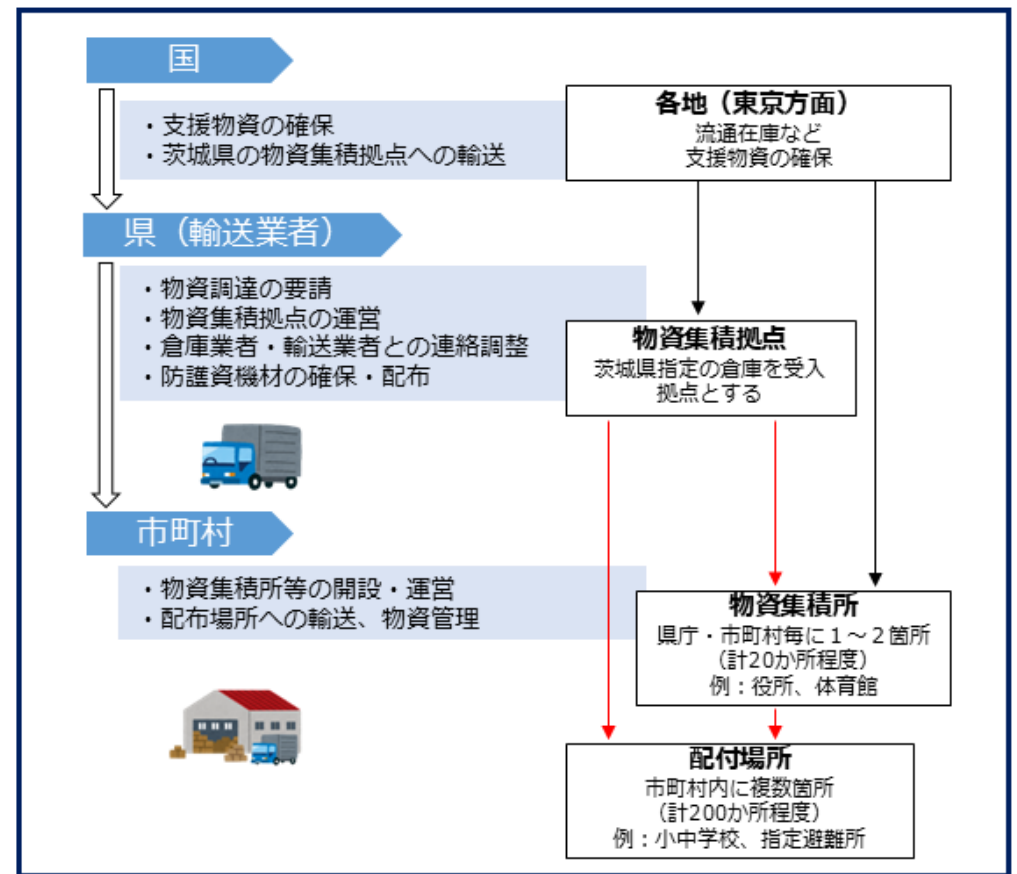 国
・支援物資の確保
・茨城県の物資集積拠点への輸送
各地（東京方面）
流通在庫など
支援物資の確保
県（輸送業者）
・物資調達の要請
・物資集積拠点の運営
・倉庫業者・輸送業者との連絡調整
・防護資機材の確保・配布
物資集積拠点
茨城県指定の倉庫を受入
拠点とする
市町村
・物資集積所等の開設・運営
・配布場所への輸送、物資管理
物資集積所
県庁・市町村毎に１～２箇所
（計20か所程度）
例：役所、体育館
配付場所
市町村内に複数箇所
（計200か所程度）
例：小中学校、指定避難所